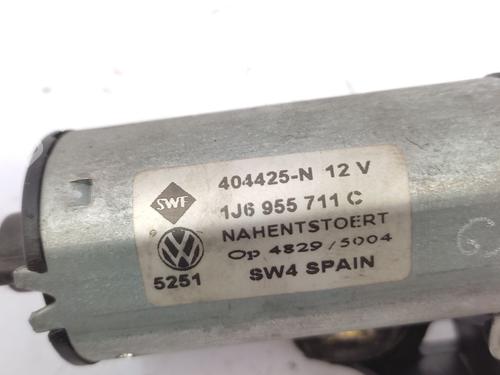 SWF
404425-N 12 V
1J6 955 711 C
NAHENTSTOERT
Op 4829/5004
5251
SW4 SPAIN